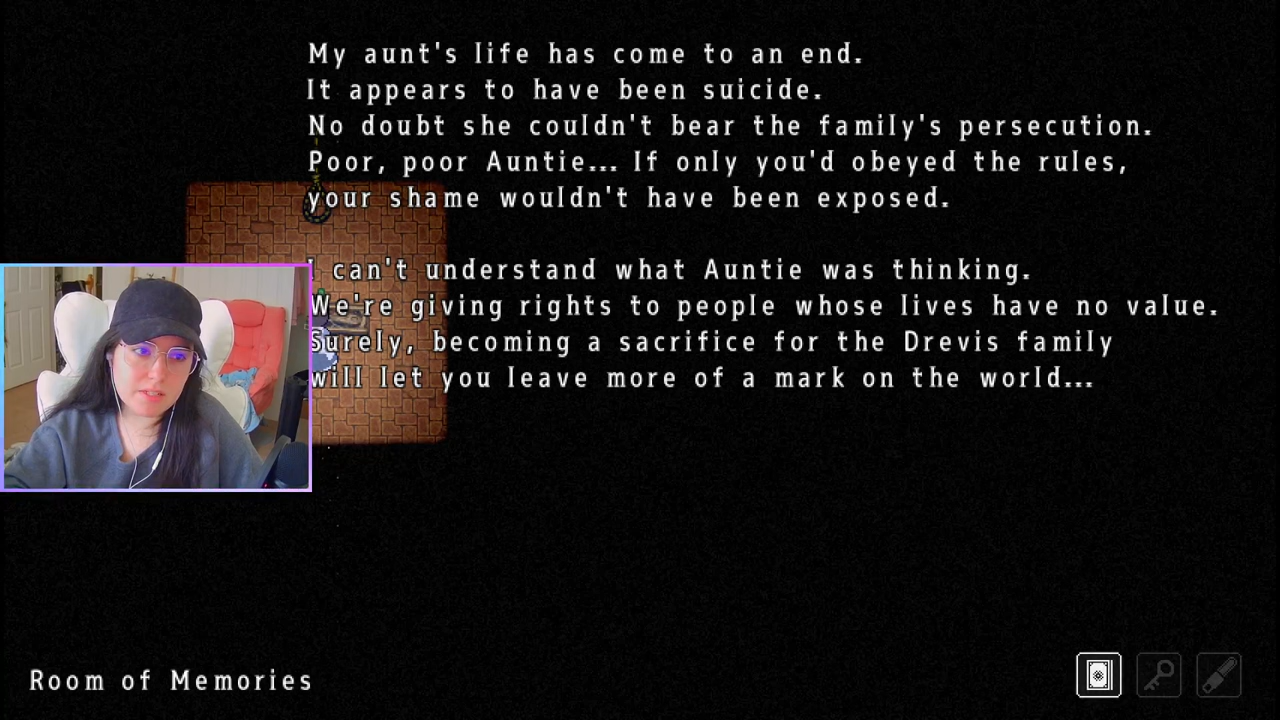 My aunt's life has come to an end.
It appears to have been suicide.
No doubt she couldn't bear the family's persecution.
Poor, poor Auntie... If only you'd obeyed the rules,
your shame wouldn't have been exposed.
I can't understand what Auntie was thinking.
We're giving rights to people whose lives have no value.
Surely, becoming a sacrifice for the Drevis family
will let you leave more of a mark on the world...
Room of Memories